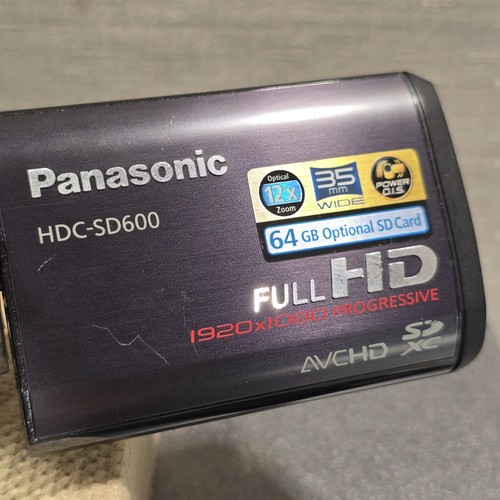 Panasonic
HDC-SD600
Optical
12x
Zoom
35
mm
WIDE
POWER
O.I.S.
64 GB Optional SD Card
FULL HD
1920x1080 PROGRESSIVE
AVCHD
SD
XC